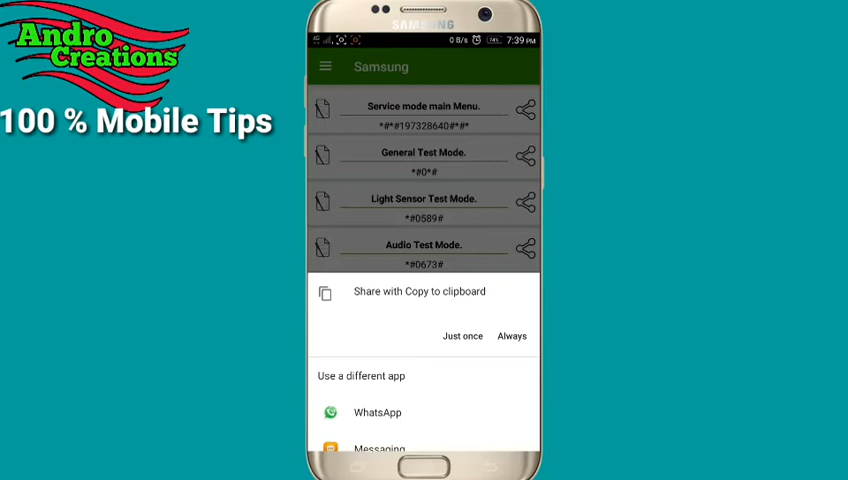 Andro
Creations
100 % Mobile Tips
SAMSUNG
4G
0 B/s
74%
7:39 PM
Samsung
Service mode main Menu.
*#*#197328640#*#*
General Test Mode.
*#0*#
Light Sensor Test Mode.
*#0589#
Audio Test Mode.
*#0673#
Share with Copy to clipboard
Just once
Always
Use a different app
WhatsApp
Messaging